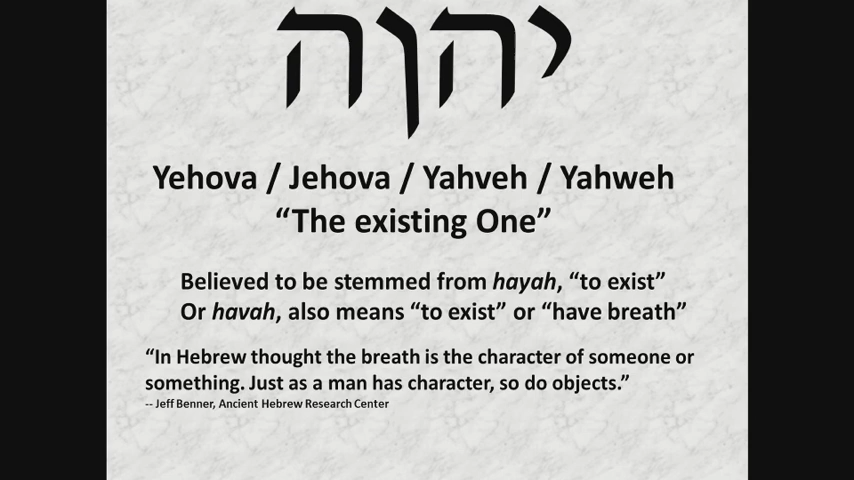 יהוה
Yehova / Jehova / Yahveh / Yahweh
“The existing One”
Believed to be stemmed from hayah, “to exist”
Or havah, also means “to exist” or “have breath”
“In Hebrew thought the breath is the character of someone or
something. Just as a man has character, so do objects.”
-- Jeff Benner, Ancient Hebrew Research Center